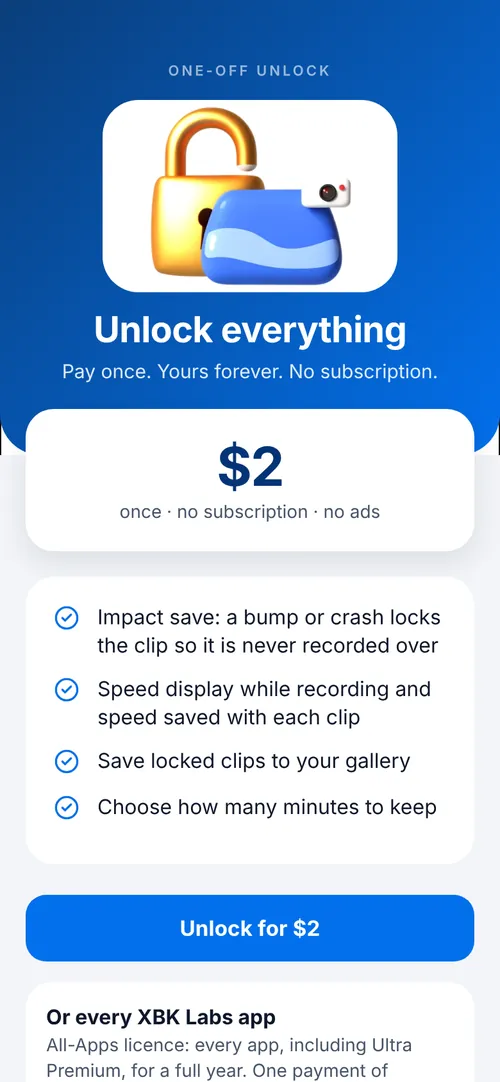 ONE-OFF UNLOCK
Unlock everything
Pay once. Yours forever. No subscription.
$2
once · no subscription · no ads
Impact save: a bump or crash locks
the clip so it is never recorded over
Speed display while recording and
speed saved with each clip
Save locked clips to your gallery
Choose how many minutes to keep
Unlock for $2
Or every XBK Labs app
All-Apps licence: every app, including Ultra
Premium, for a full year. One payment of